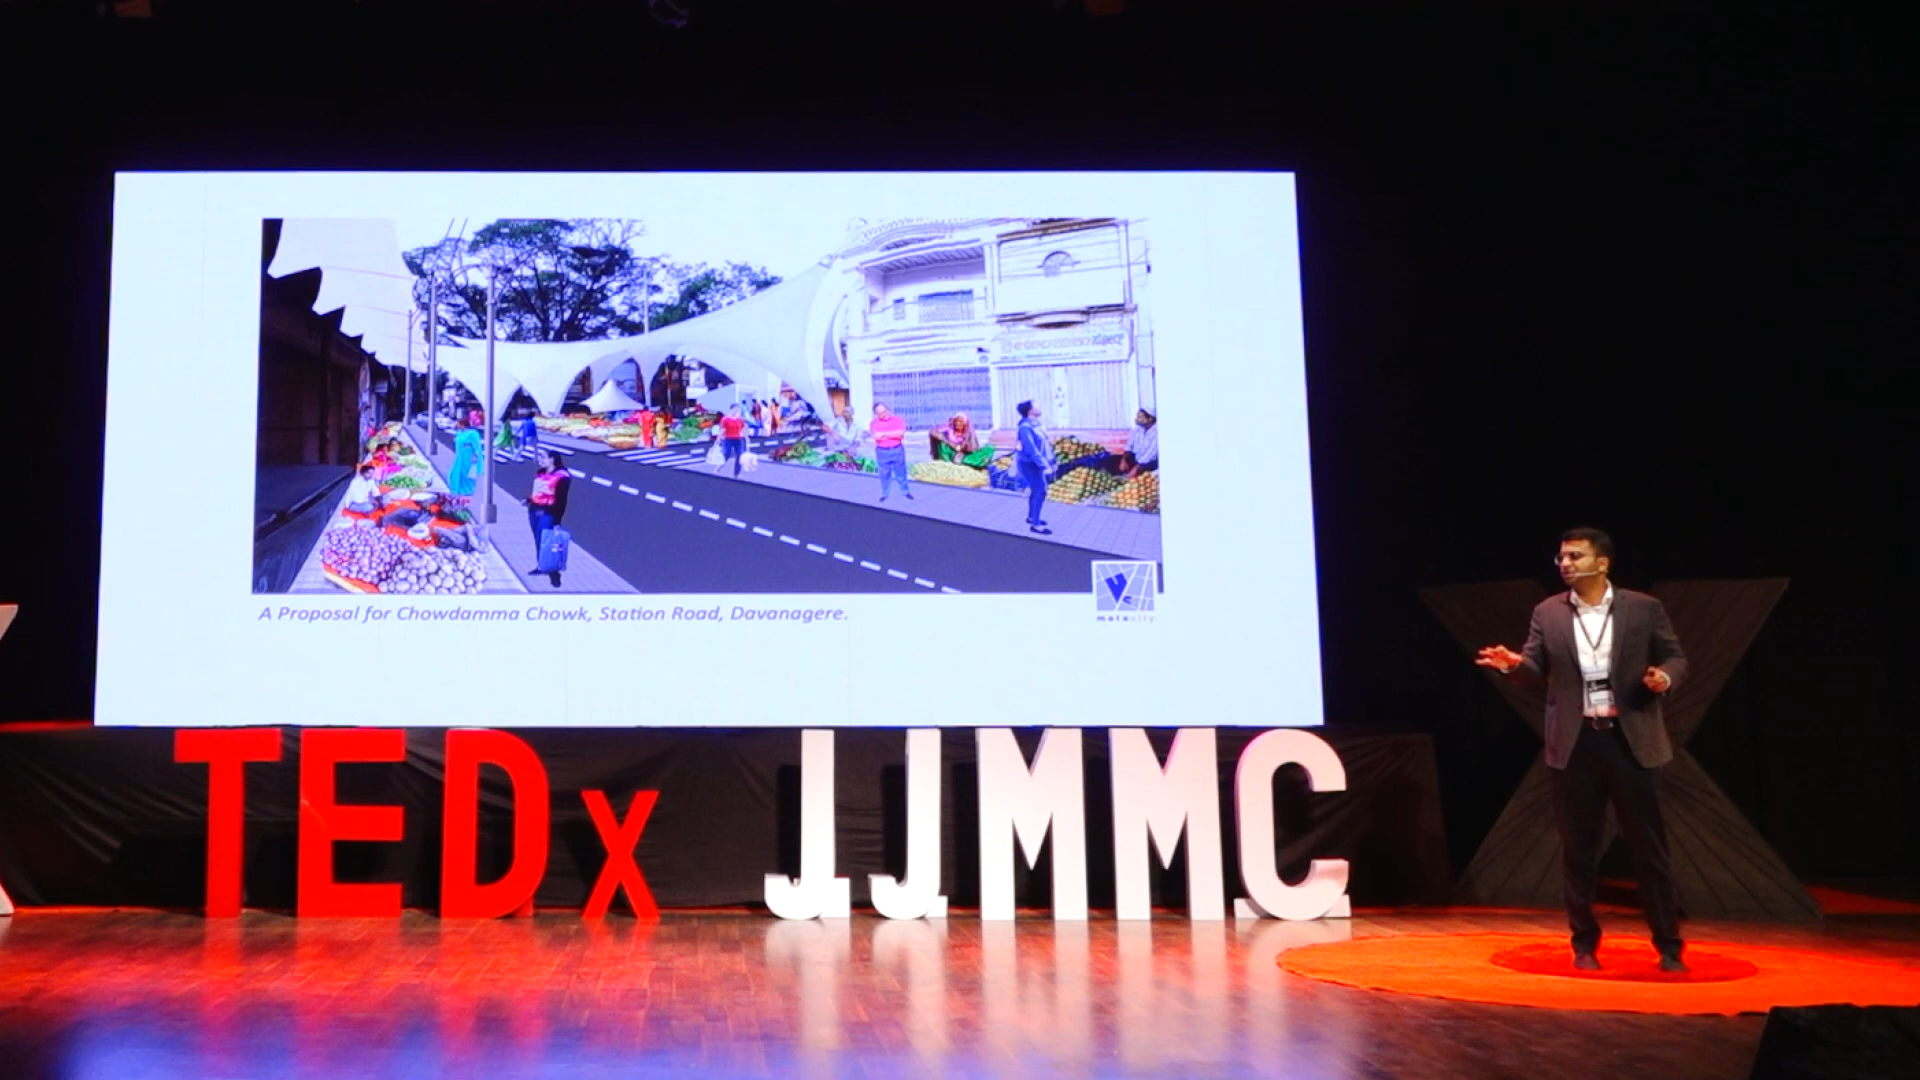 A Proposal for Chowdamma Chowk, Station Road, Davanagere.
metacity
TEDx JJMMC